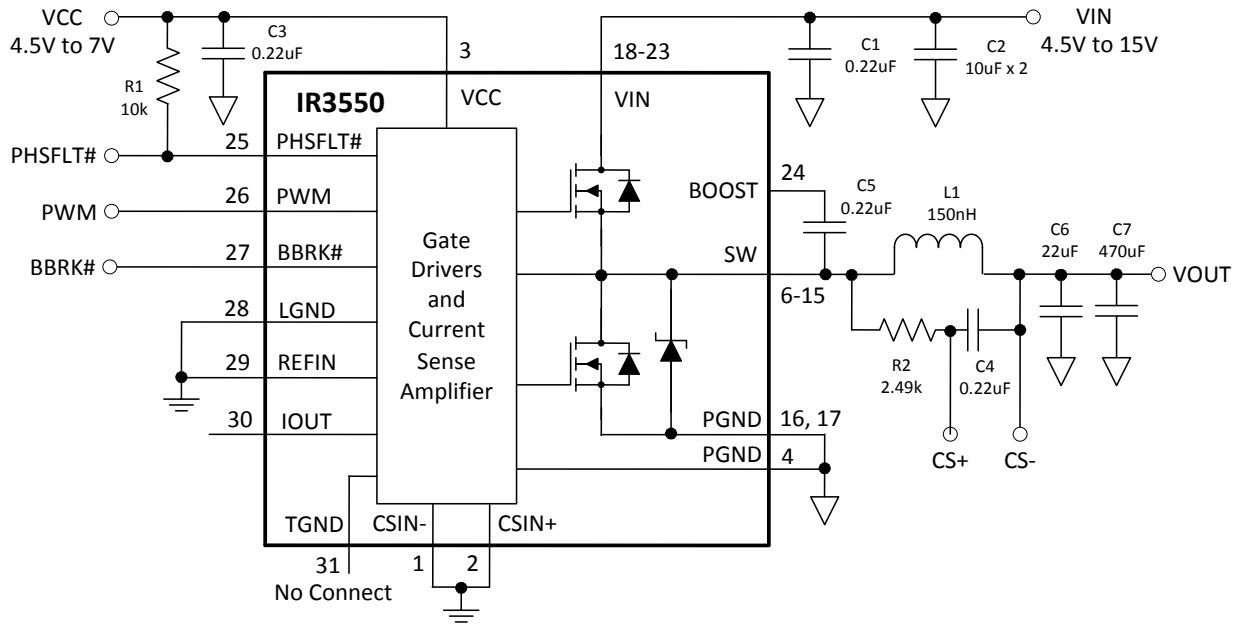 VCC
4.5V to 7V
C3
0.22uF
R1
10k
3
18-23
C1
0.22uF
C2
10uF x 2
VIN
4.5V to 15V
IR3550
VCC
VIN
PHSFLT#
25
PHSFLT#
PWM
26
PWM
BBRK#
27
BBRK#
28
LGND
29
REFIN
30
IOUT
Gate
Drivers
and
Current
Sense
Amplifier
BOOST
24
C5
0.22uF
L1
150nH
SW
6-15
C6
22uF
C7
470uF
VOUT
R2
2.49k
C4
0.22uF
CS+
CS-
PGND
16, 17
PGND
4
TGND
CSIN-
CSIN+
31
1
2
No Connect